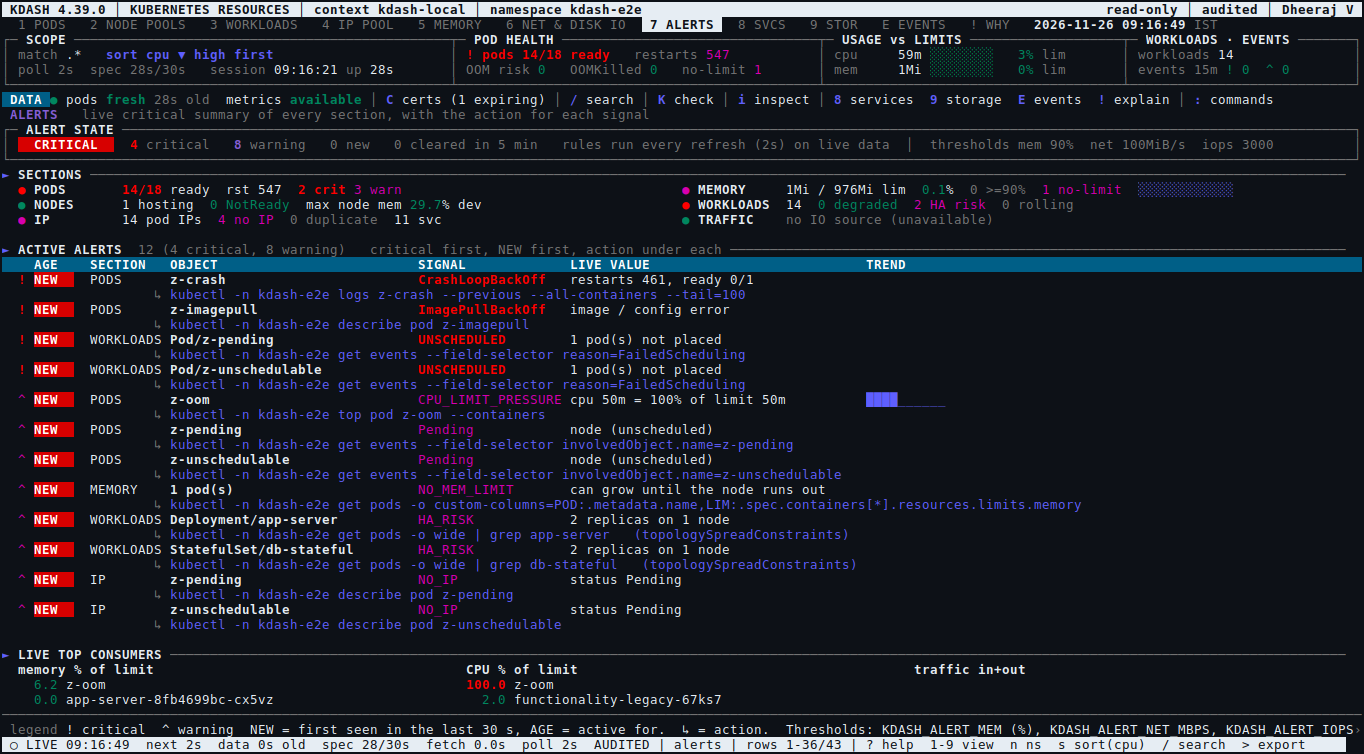 KDASH 4.39.0 │ KUBERNETES RESOURCES│ context kdash-local │ namespace kdash-e2e read-only │ audited │ Dheeraj V
1 PODS 2 NODE POOLS 3 WORKLOADS 4 IP POOL 5 MEMORY 6 NET & DISK IO 7 ALERTS 8 SVCS 9 STOR E EVENTS ! WHY 2026-11-26 09:16:49 IST
SCOPE POD HEALTH USAGE vs LIMITS WORKLOADS · EVENTS
match .* sort cpu ▼ high first ! pods 14/18 ready restarts 547 cpu 59m 3% lim workloads 14
poll 2s spec 28s/30s session 09:16:21 up 28s OOM risk 0 OOMKilled 0 no-limit 1 mem 1Mi 0% lim events 15m ! 0 ^ 0
DATA ● pods fresh 28s old metrics available │ C certs (1 expiring) │ / search │ K check │ i inspect │ 8 services 9 storage E events ! explain │ : commands
ALERTS live critical summary of every section, with the action for each signal
ALERT STATE
CRITICAL 4 critical 8 warning 0 new 0 cleared in 5 min rules run every refresh (2s) on live data │ thresholds mem 90% net 100MiB/s iops 3000
► SECTIONS
● PODS 14/18 ready rst 547 2 crit 3 warn ● MEMORY 1Mi / 976Mi lim 0.1% 0 >=90% 1 no-limit
● NODES 1 hosting 0 NotReady max node mem 29.7% dev ● WORKLOADS 14 0 degraded 2 HA risk 0 rolling
● IP 14 pod IPs 4 no IP 0 duplicate 11 svc ● TRAFFIC no IO source (unavailable)
► ACTIVE ALERTS 12 (4 critical, 8 warning) critical first, NEW first, action under each
AGE SECTION OBJECT SIGNAL LIVE VALUE TREND
! NEW PODS z-crash CrashLoopBackOff restarts 461, ready 0/1
↳ kubectl -n kdash-e2e logs z-crash --previous --all-containers --tail=100
! NEW PODS z-imagepull ImagePullBackOff image / config error
↳ kubectl -n kdash-e2e describe pod z-imagepull
! NEW WORKLOADS Pod/z-pending UNSCHEDULED 1 pod(s) not placed
↳ kubectl -n kdash-e2e get events --field-selector reason=FailedScheduling
! NEW WORKLOADS Pod/z-unschedulable UNSCHEDULED 1 pod(s) not placed
↳ kubectl -n kdash-e2e get events --field-selector reason=FailedScheduling
^ NEW PODS z-oom CPU_LIMIT_PRESSURE cpu 50m = 100% of limit 50m
↳ kubectl -n kdash-e2e top pod z-oom --containers
^ NEW PODS z-pending Pending node (unscheduled)
↳ kubectl -n kdash-e2e get events --field-selector involvedObject.name=z-pending
^ NEW PODS z-unschedulable Pending node (unscheduled)
↳ kubectl -n kdash-e2e get events --field-selector involvedObject.name=z-unschedulable
^ NEW MEMORY 1 pod(s) NO_MEM_LIMIT can grow until the node runs out
↳ kubectl -n kdash-e2e get pods -o custom-columns=POD:.metadata.name,LIM:.spec.containers[*].resources.limits.memory
^ NEW WORKLOADS Deployment/app-server HA_RISK 2 replicas on 1 node
↳ kubectl -n kdash-e2e get pods -o wide | grep app-server (topologySpreadConstraints)
^ NEW WORKLOADS StatefulSet/db-stateful HA_RISK 2 replicas on 1 node
↳ kubectl -n kdash-e2e get pods -o wide | grep db-stateful (topologySpreadConstraints)
^ NEW IP z-pending NO_IP status Pending
↳ kubectl -n kdash-e2e describe pod z-pending
^ NEW IP z-unschedulable NO_IP status Pending
↳ kubectl -n kdash-e2e describe pod z-unschedulable
► LIVE TOP CONSUMERS
memory % of limit CPU % of limit traffic in+out
6.2 z-oom 100.0 z-oom
0.0 app-server-8fb4699bc-cx5vz 2.0 functionality-legacy-67ks7
legend ! critical ^ warning NEW = first seen in the last 30 s, AGE = active for. ↳ = action. Thresholds: KDASH_ALERT_MEM (%), KDASH_ALERT_NET_MBPS, KDASH_ALERT_IOPS›
○ LIVE 09:16:49 next 2s data 0s old spec 28/30s fetch 0.0s poll 2s AUDITED │ alerts │ rows 1-36/43 │ ? help 1-9 view n ns s sort(cpu) / search > export